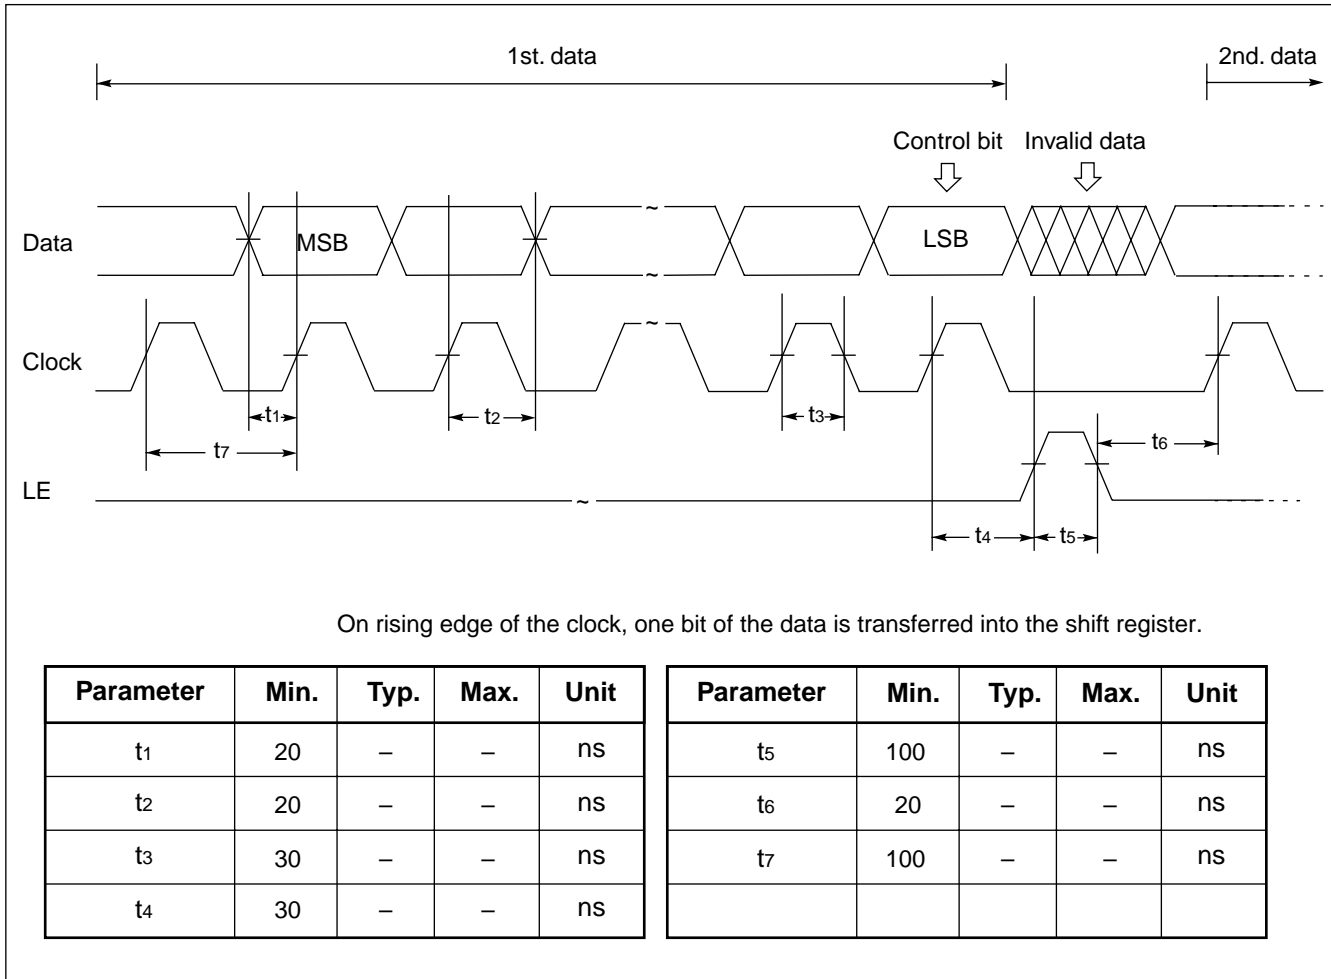 1st. data
2nd. data
Control bit
Invalid data
Data
MSB
~
~
LSB
Clock
~
t1
t2
t3
t7
t6
LE
~
t4
t5
On rising edge of the clock, one bit of the data is transferred into the shift register.
Parameter Min. Typ. Max. Unit
t1 20 – – ns
t2 20 – – ns
t3 30 – – ns
t4 30 – – ns
Parameter Min. Typ. Max. Unit
t5 100 – – ns
t6 20 – – ns
t7 100 – – ns